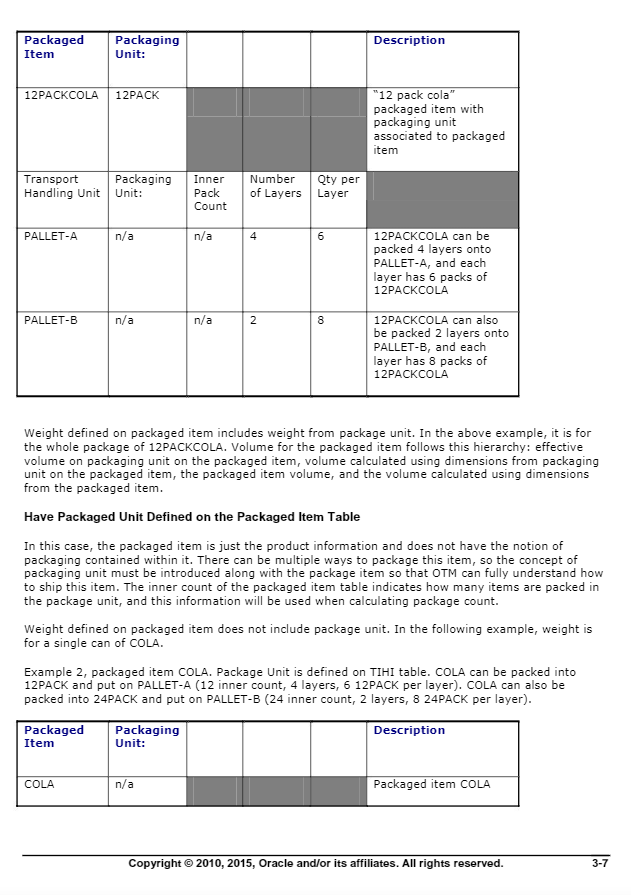 Packaged Item
Packaging Unit:
Description
12PACKCOLA
12PACK
“12 pack cola”
packaged item with
packaging unit
associated to packaged
item
Transport Handling Unit
Packaging Unit:
Inner Pack Count
Number of Layers
Qty per Layer
PALLET-A
n/a
n/a
4
6
12PACKCOLA can be
packed 4 layers onto
PALLET-A, and each
layer has 6 packs of
12PACKCOLA
PALLET-B
n/a
n/a
2
8
12PACKCOLA can also
be packed 2 layers onto
PALLET-B, and each
layer has 8 packs of
12PACKCOLA
Weight defined on packaged item includes weight from package unit. In the above example, it is for
the whole package of 12PACKCOLA. Volume for the packaged item follows this hierarchy: effective
volume on packaging unit on the packaged item, volume calculated using dimensions from packaging
unit on the packaged item, the packaged item volume, and the volume calculated using dimensions
from the packaged item.
Have Packaged Unit Defined on the Packaged Item Table
In this case, the packaged item is just the product information and does not have the notion of
packaging contained within it. There can be multiple ways to package this item, so the concept of
packaging unit must be introduced along with the package item so that OTM can fully understand how
to ship this item. The inner count of the packaged item table indicates how many items are packed in
the package unit, and this information will be used when calculating package count.
Weight defined on packaged item does not include package unit. In the following example, weight is
for a single can of COLA.
Example 2, packaged item COLA. Package Unit is defined on TIHI table. COLA can be packed into
12PACK and put on PALLET-A (12 inner count, 4 layers, 6 12PACK per layer). COLA can also be
packed into 24PACK and put on PALLET-B (24 inner count, 2 layers, 8 24PACK per layer).
Packaged Item
Packaging Unit:
Description
COLA
n/a
Packaged item COLA
Copyright © 2010, 2015, Oracle and/or its affiliates. All rights reserved.
3-7